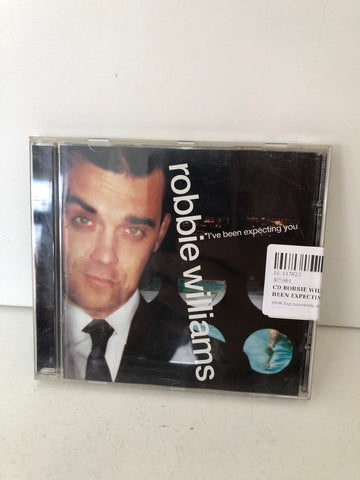 robbie williams
I've been expecting you
CD ROBBIE WIL
BEEN EXPECTIN